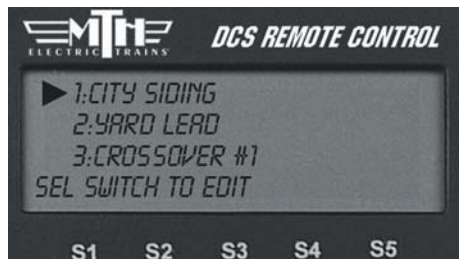 MTH
ELECTRIC TRAINS
DCS REMOTE CONTROL
1:CITY SIDING
2:YARD LEAD
3:CROSSOVER #1
SEL SWITCH TO EDIT
S1 S2 S3 S4 S5